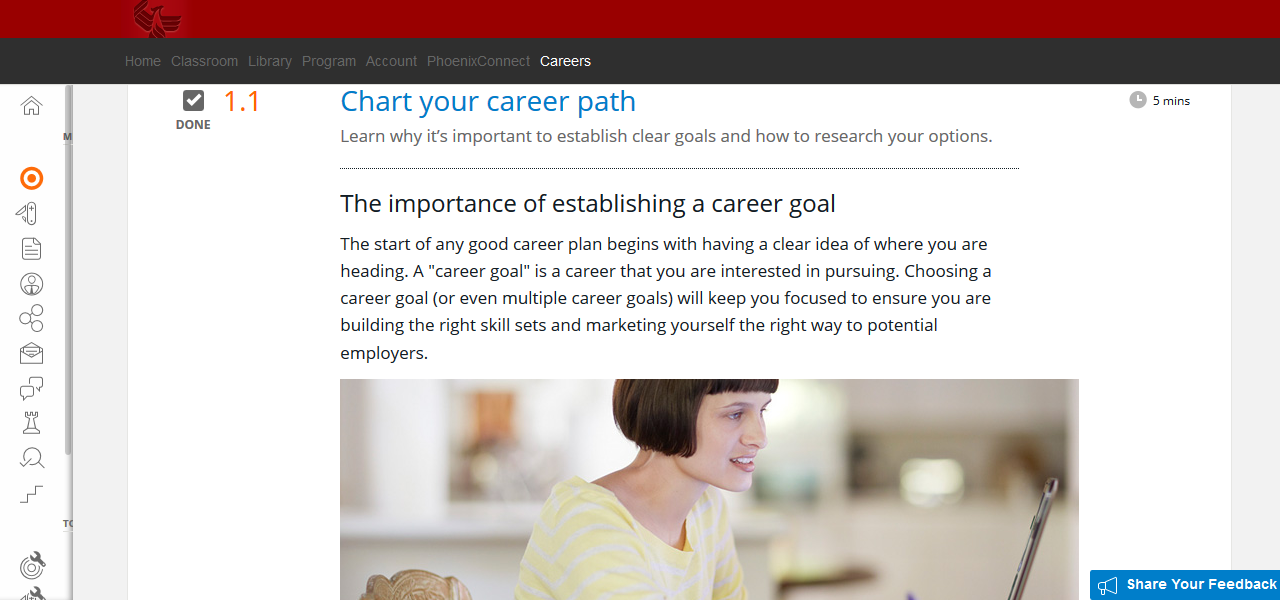 Home Classroom Library Program Account PhoenixConnect Careers
DONE
1.1
Chart your career path
5 mins
Learn why it’s important to establish clear goals and how to research your options.
The importance of establishing a career goal
The start of any good career plan begins with having a clear idea of where you are
heading. A "career goal" is a career that you are interested in pursuing. Choosing a
career goal (or even multiple career goals) will keep you focused to ensure you are
building the right skill sets and marketing yourself the right way to potential
employers.
Share Your Feedback